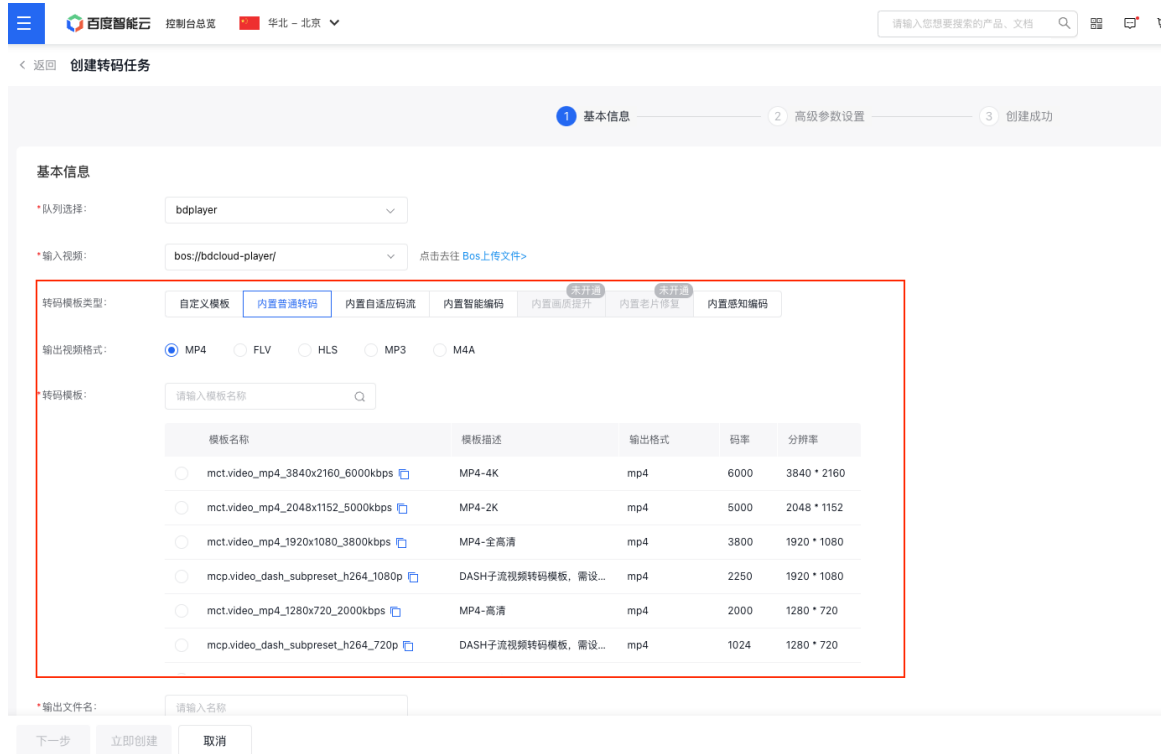 百度智能云 控制台总览 华北 - 北京 请输入您想要搜索的产品、文档
返回 创建转码任务
1 基本信息 2 高级参数设置 3 创建成功
基本信息
*队列选择: bdplayer
*输入视频: bos://bdcloud-player/ 点击去往 Bos上传文件>
未开通 未开通
转码模板类型: 自定义模板 内置普通转码 内置自适应码流 内置智能编码 内置画质提升 内置老片修复 内置感知编码
输出视频格式: MP4 FLV HLS MP3 M4A
*转码模板: 请输入模板名称
模板名称 模板描述 输出格式 码率 分辨率
mct.video_mp4_3840x2160_6000kbps MP4-4K mp4 6000 3840 * 2160
mct.video_mp4_2048x1152_5000kbps MP4-2K mp4 5000 2048 * 1152
mct.video_mp4_1920x1080_3800kbps MP4-全高清 mp4 3800 1920 * 1080
mcp.video_dash_subpreset_h264_1080p DASH子流视频转码模板，需设... mp4 2250 1920 * 1080
mct.video_mp4_1280x720_2000kbps MP4-高清 mp4 2000 1280 * 720
mcp.video_dash_subpreset_h264_720p DASH子流视频转码模板，需设... mp4 1024 1280 * 720
*输出文件名: 请输入名称
下一步 立即创建 取消